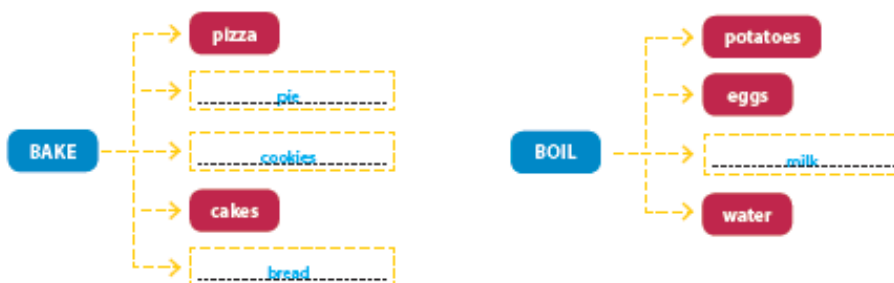 pizza
pie
BAKE
cookies
cakes
bread
potatoes
eggs
BOIL
milk
water